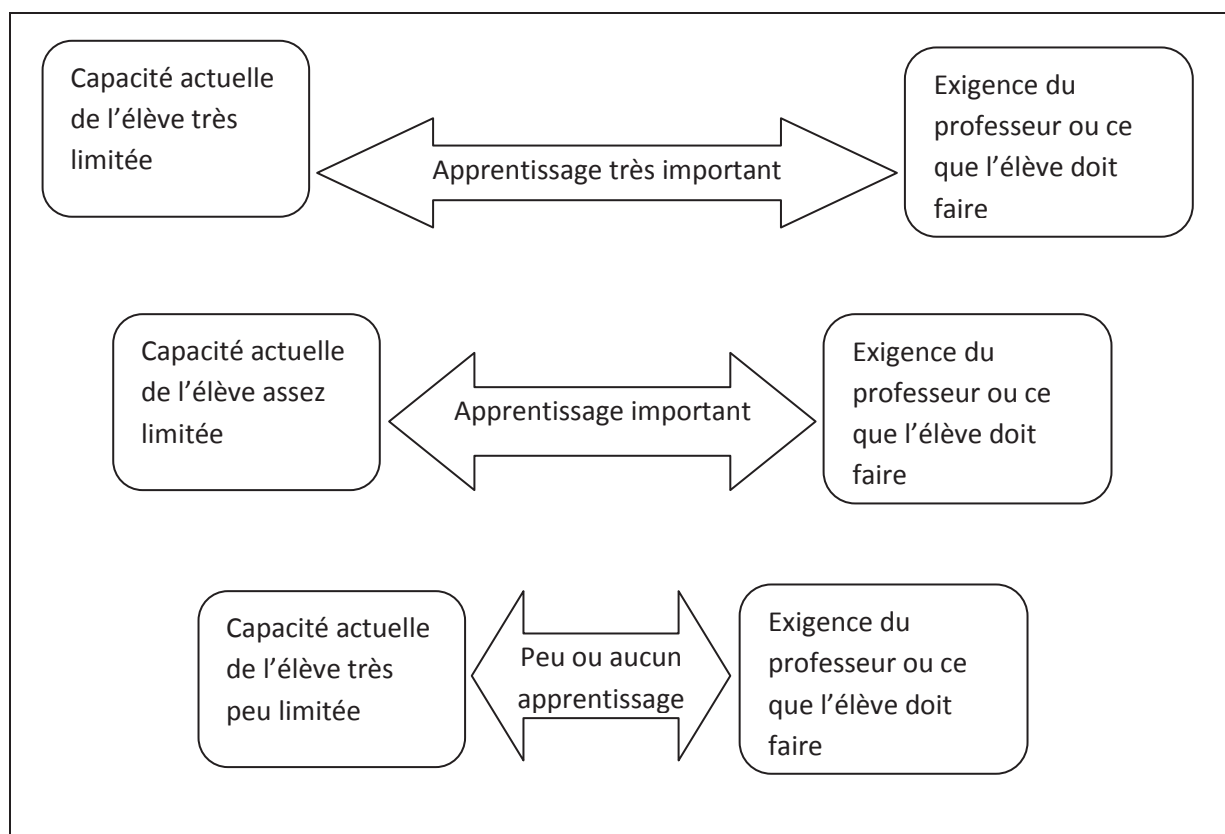 Capacité actuelle
de l’élève très
limitée
Apprentissage très important
Exigence du
professeur ou ce
que l’élève doit
faire
Capacité actuelle
de l’élève assez
limitée
Apprentissage important
Exigence du
professeur ou ce
que l’élève doit
faire
Capacité actuelle
de l’élève très
peu limitée
Peu ou aucun
apprentissage
Exigence du
professeur ou ce
que l’élève doit
faire